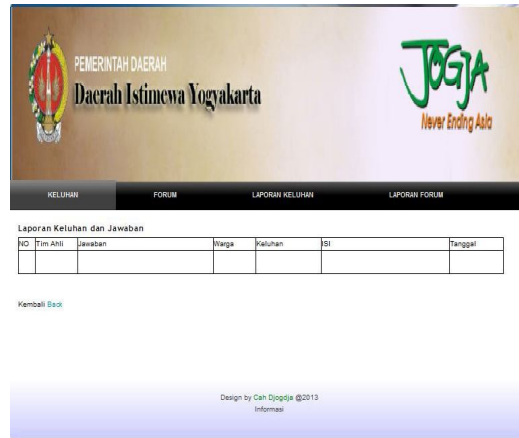 PEMERINTAH DAERAH
Daerah Istimewa Yogyakarta
JOGJA
Never Ending Asia
KELUHAN FORUM LAPORAN KELUHAN LAPORAN FORUM
Laporan Keluhan dan Jawaban
NO Tim Ahli Jawaban Warga Keluhan ISI Tanggal
Kembali Back
Design by Cah Djogdja @2013
Informasi